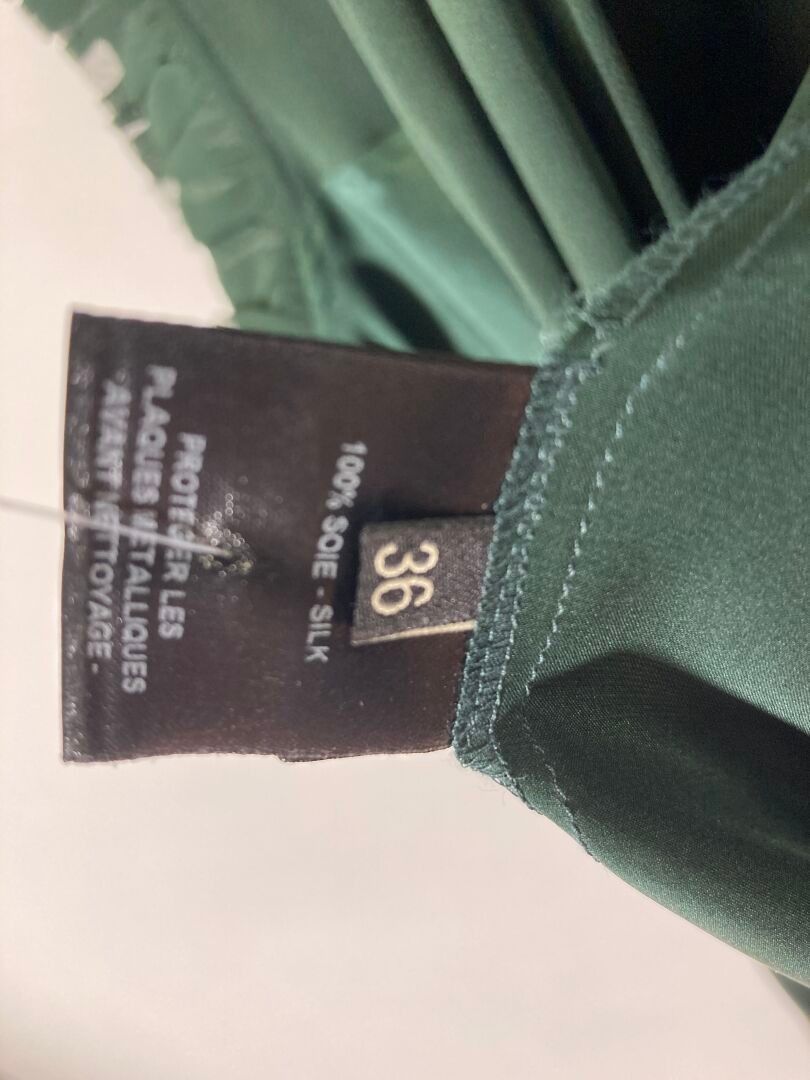 36
100% SOIE - SILK
PROTEGER LES
PLAQUES METALLIQUES
AVANT NETTOYAGE -